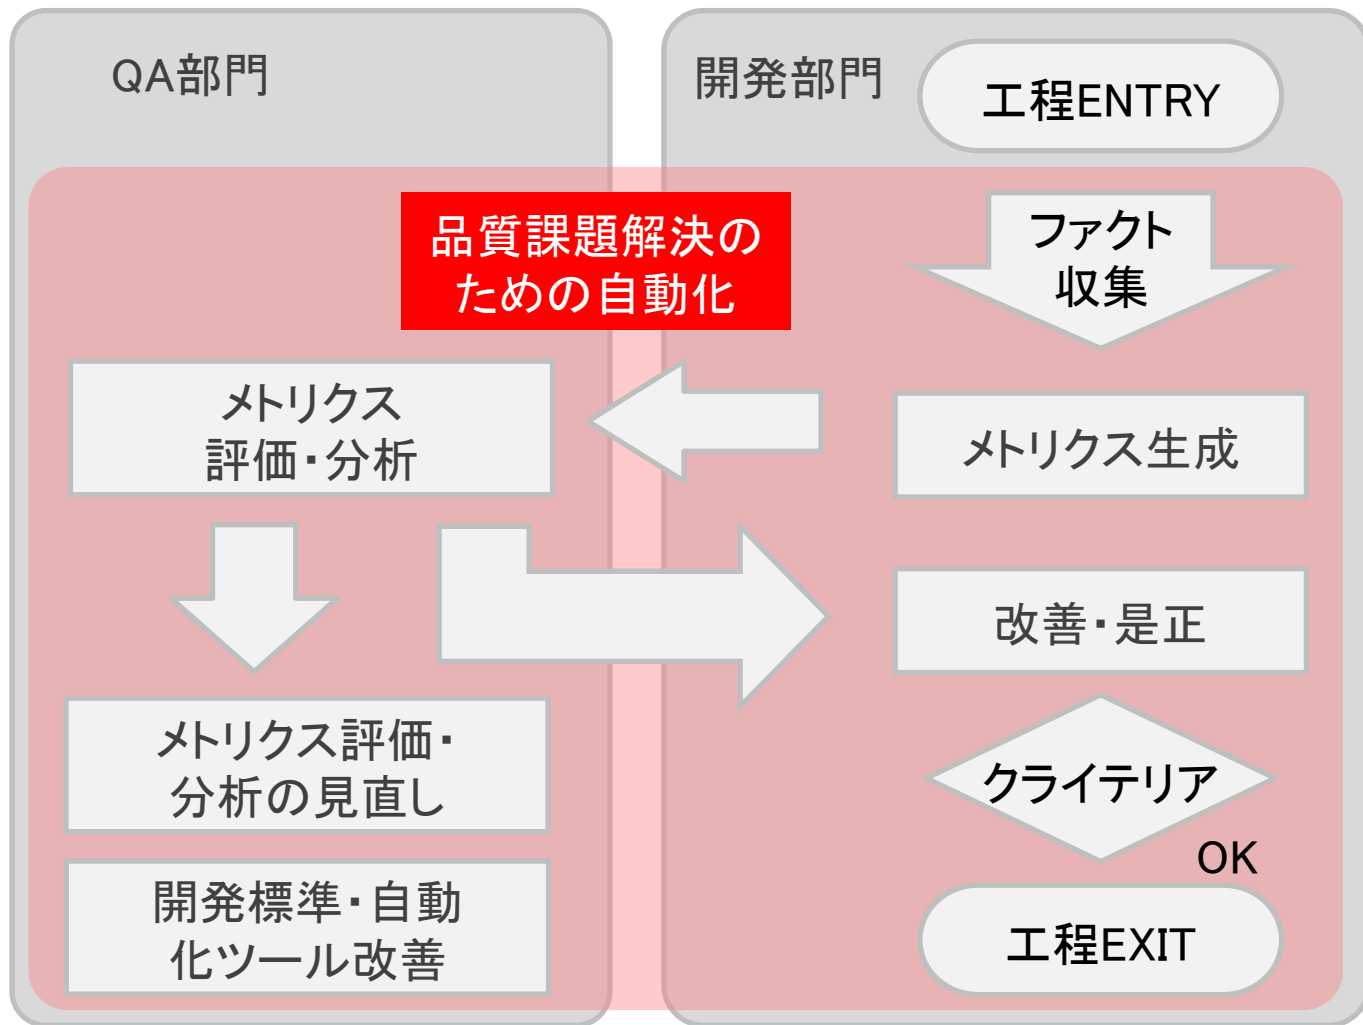 QA部門
開発部門
工程ENTRY
品質課題解決の
ための自動化
ファクト
収集
メトリクス
評価・分析
メトリクス生成
改善・是正
メトリクス評価・
分析の見直し
クライテリア
OK
開発標準・自動
化ツール改善
工程EXIT